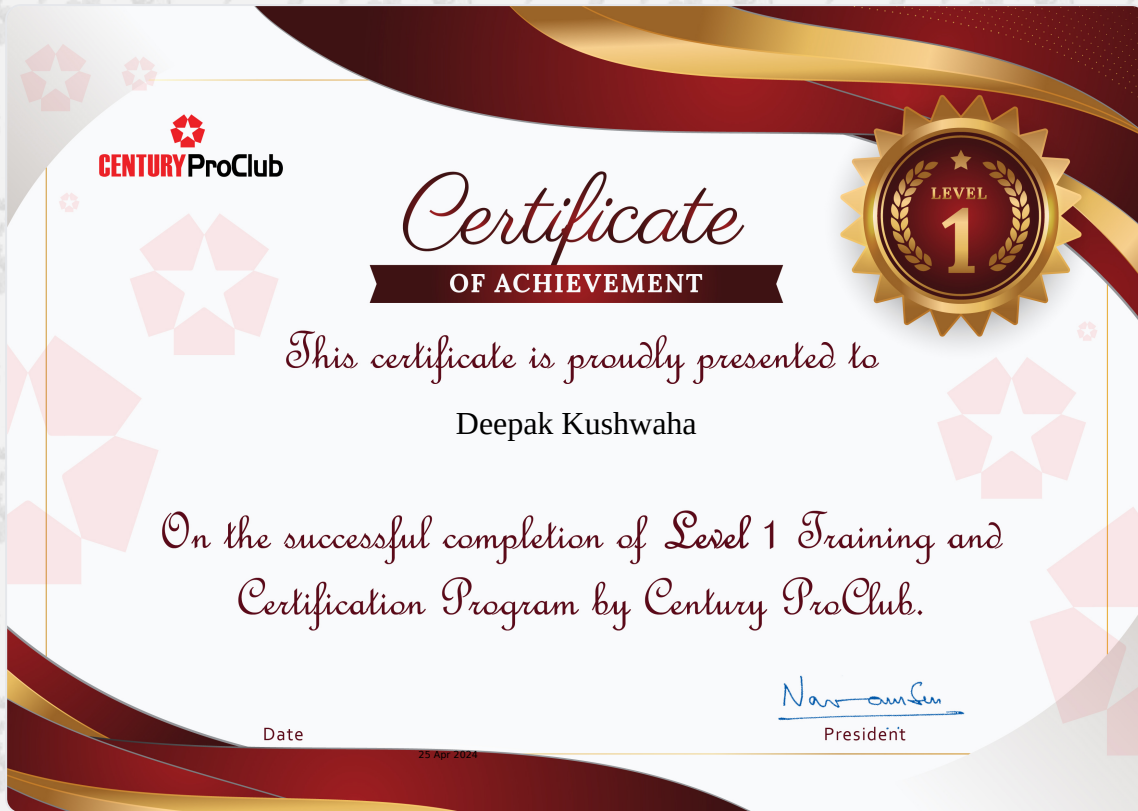 CENTURY ProClub
LEVEL
1
Certificate
OF ACHIEVEMENT
This certificate is proudly presented to
Deepak Kushwaha
On the successful completion of Level 1 Training and
Certification Program by Century ProClub.
Date
President
25 Apr 2024